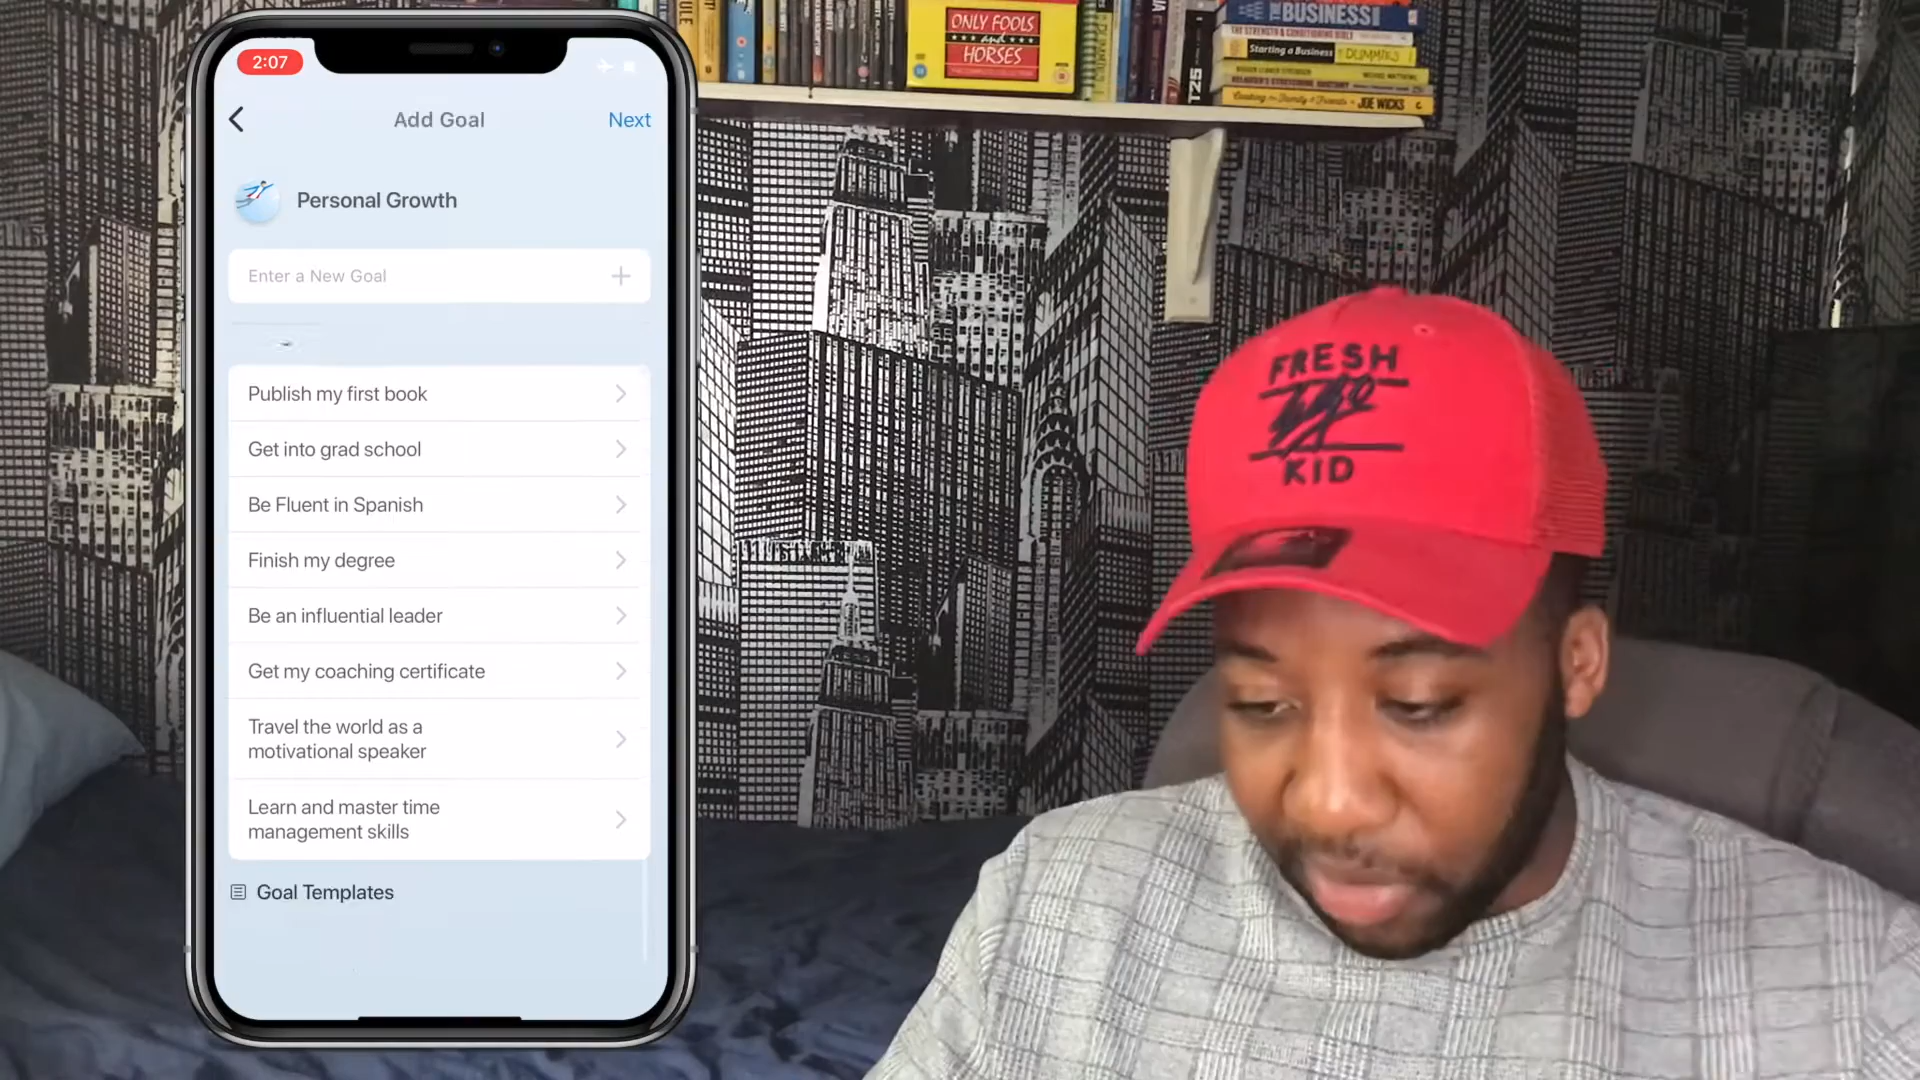 2:07
Add Goal
Next
Personal Growth
Enter a New Goal
Publish my first book
Get into grad school
Be Fluent in Spanish
Finish my degree
Be an influential leader
Get my coaching certificate
Travel the world as a
motivational speaker
Learn and master time
management skills
Goal Templates
ONLY FOOLS
and
HORSES
T25
BUSINESS
Starting a Business
DUMMIES
JOE WICKS
FRESH
KID